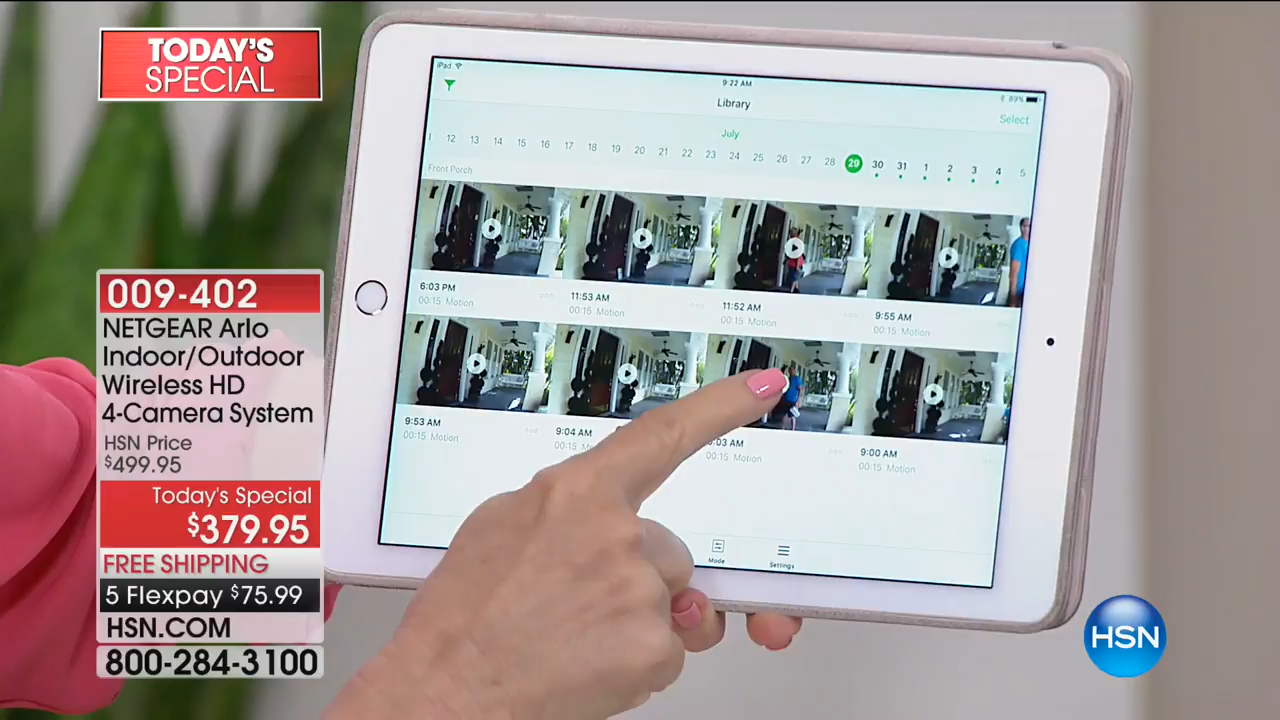 TODAY'S
SPECIAL
iPad
9:22 AM
89%
Library
Select
July
12 13 14 15 16 17 18 19 20 21 22 23 24 25 26 27 28 29 30 31 1 2 3 4 5
Front Porch
6:03 PM
00:15 Motion
11:53 AM
00:15 Motion
11:52 AM
00:15 Motion
9:55 AM
00:15 Motion
9:53 AM
00:15 Motion
9:04 AM
00:15
:03 AM
00:15 Motion
9:00 AM
00:15 Motion
Mode
Settings
009-402
NETGEAR Arlo
Indoor/Outdoor
Wireless HD
4-Camera System
HSN Price
$499.95
Today's Special
$379.95
FREE SHIPPING
5 Flexpay $75.99
HSN.COM
800-284-3100
HSN